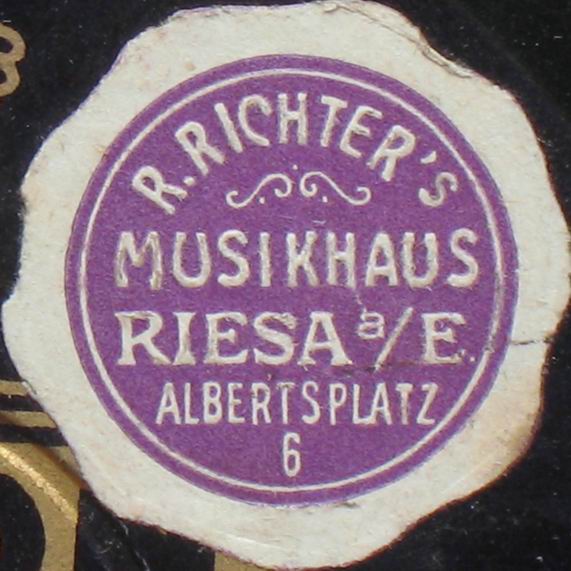 R. RICHTER'S
MUSIKHAUS
RIESA a/E.
ALBERTSPLATZ
6